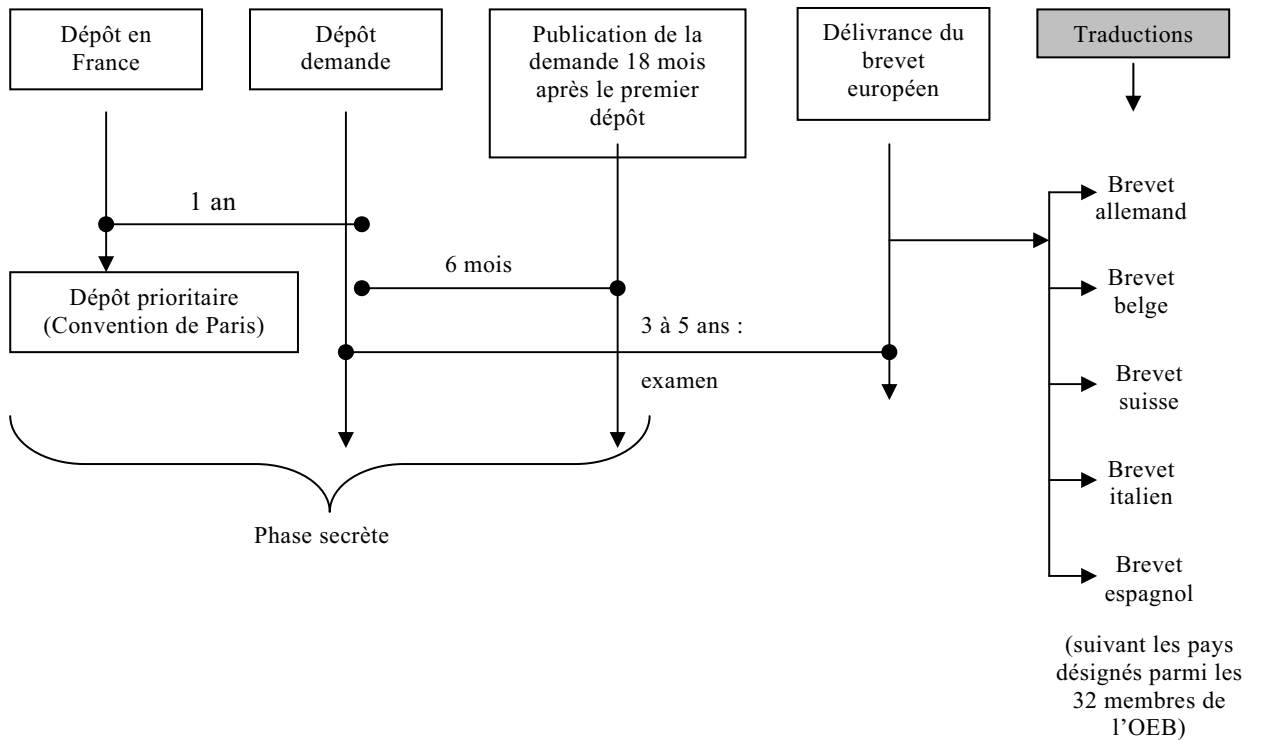 Dépôt en
France
Dépôt
demande
Publication de la
demande 18 mois
après le premier
dépôt
Délivrance du
brevet
européen
Traductions
1 an
6 mois
Dépôt prioritaire
(Convention de Paris)
3 à 5 ans :
examen
Phase secrète
Brevet
allemand
Brevet
belge
Brevet
suisse
Brevet
italien
Brevet
espagnol
(suivant les pays
désignés parmi les
32 membres de
l’OEB)